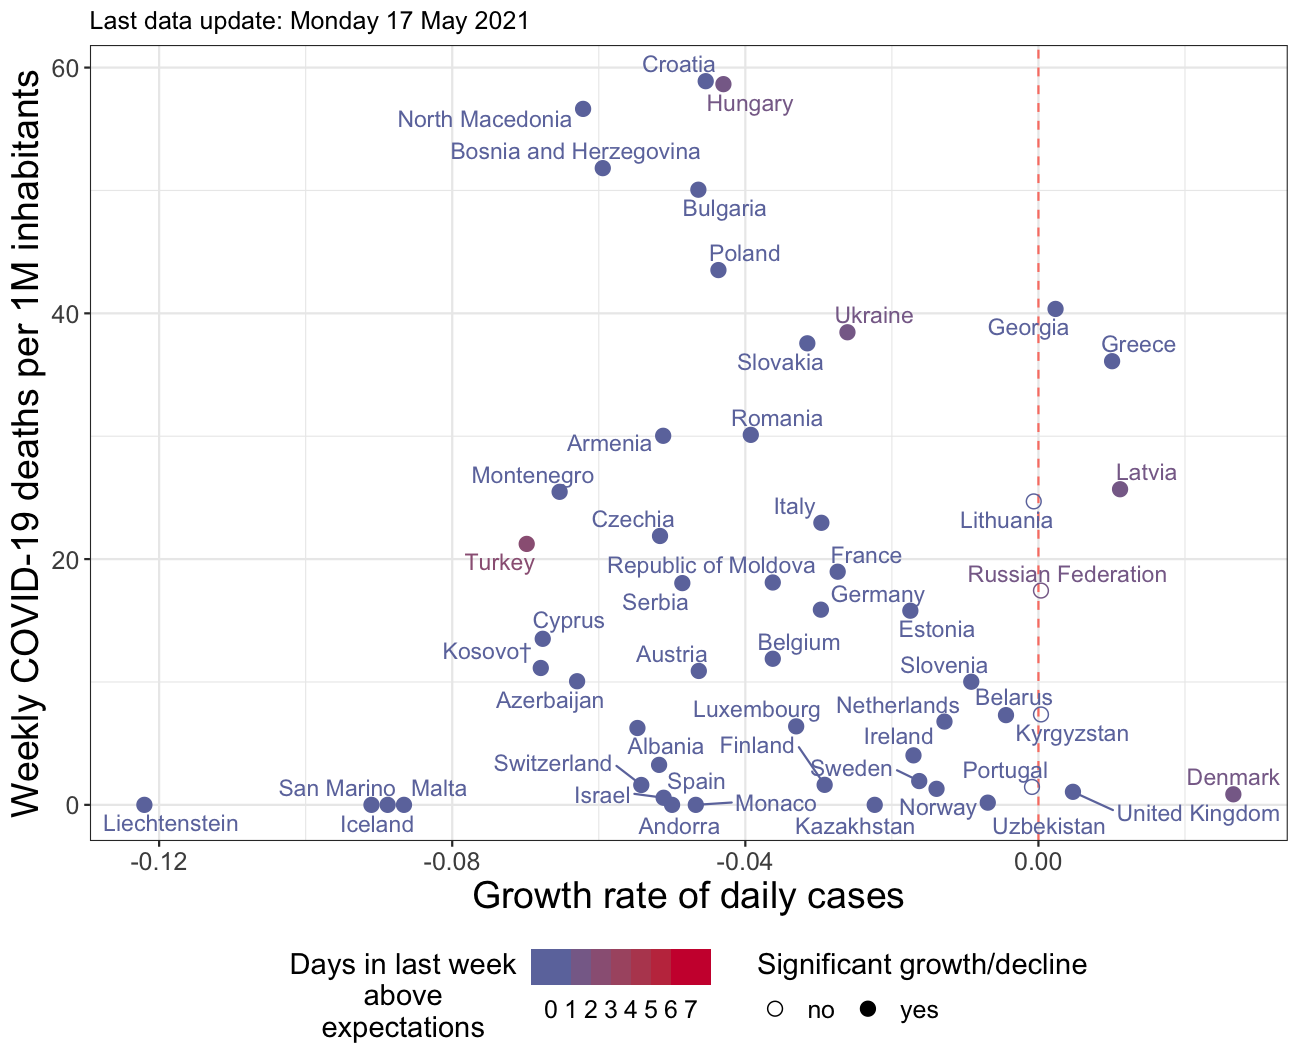 Last data update: Monday 17 May 2021
Weekly COVID-19 deaths per 1M inhabitants
60
40
20
0
Croatia
Hungary
North Macedonia
Bosnia and Herzegovina
Bulgaria
Poland
Ukraine
Georgia
Slovakia
Greece
Romania
Armenia
Montenegro
Latvia
Italy
Czechia
Lithuania
Turkey
Republic of Moldova
France
Russian Federation
Serbia
Germany
Cyprus
Estonia
Kosovo†
Austria
Belgium
Slovenia
Azerbaijan
Luxembourg
Netherlands
Belarus
Albania
Finland
Ireland
Kyrgyzstan
Switzerland
Spain
Sweden
Portugal
Denmark
San Marino
Malta
Israel
Monaco
Norway
United Kingdom
Liechtenstein
Iceland
Andorra
Kazakhstan
Uzbekistan
-0.12
-0.08
-0.04
0.00
Growth rate of daily cases
Days in last week
above
expectations
0 1 2 3 4 5 6 7
Significant growth/decline
no
yes